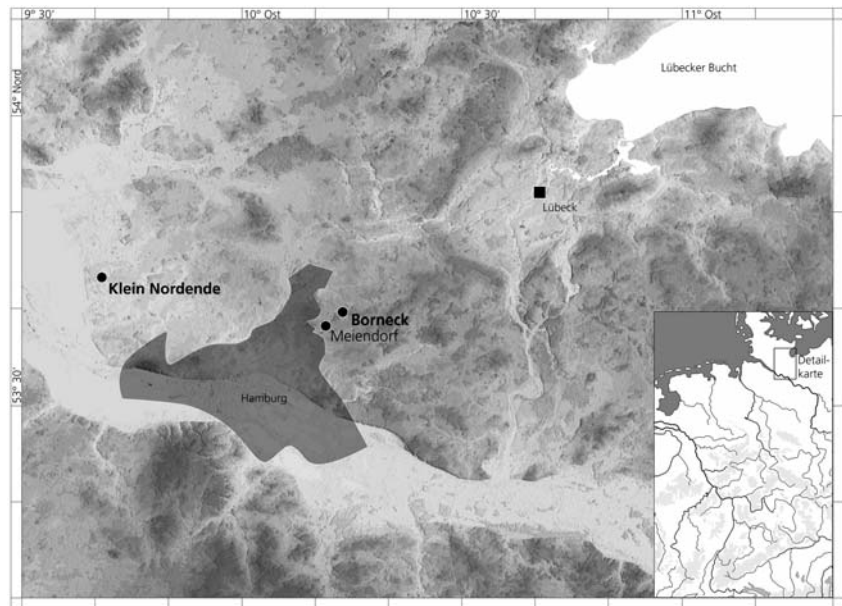 9° 30'
10° Ost
10° 30'
11° Ost
54° Nord
Lübecker Bucht
Lübeck
Klein Nordende
Borneck
Meiendorf
53° 30'
Hamburg
Detail-
karte